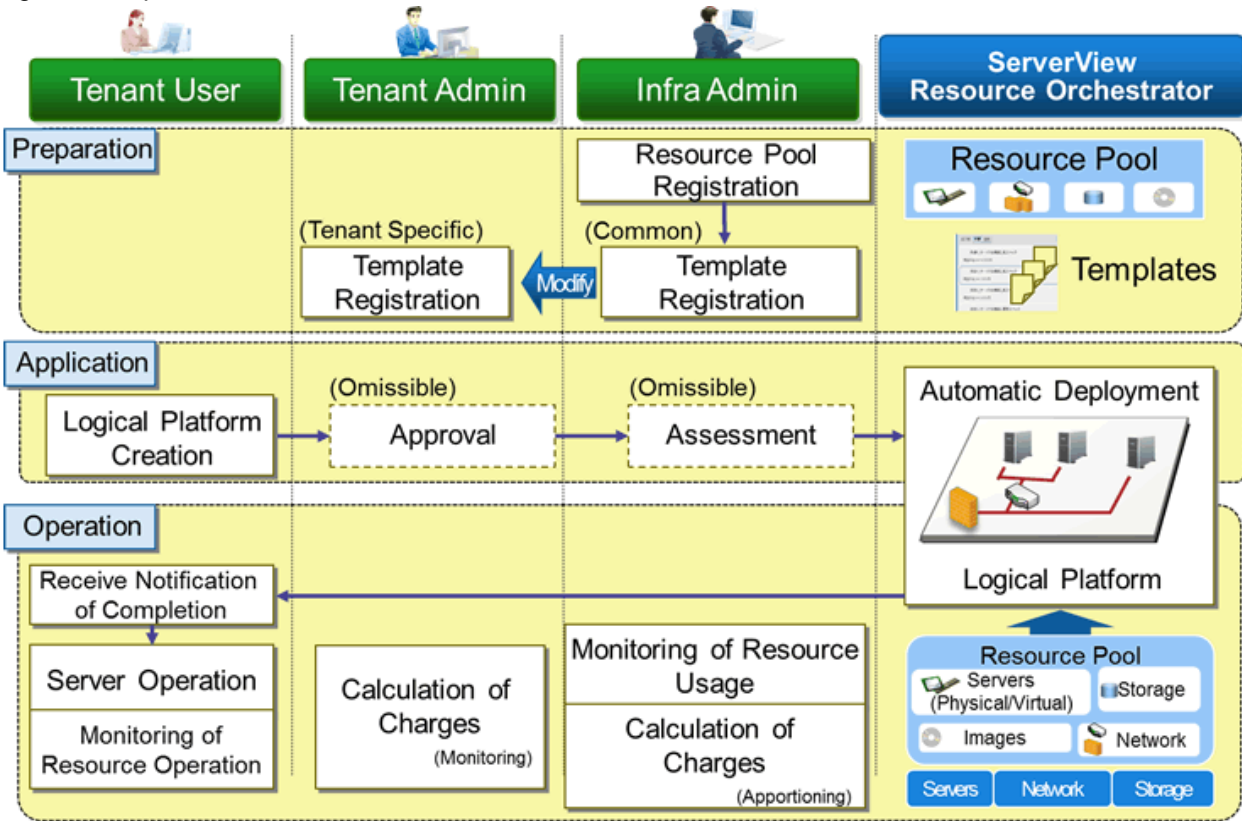 Tenant User
Tenant Admin
Infra Admin
ServerView
Resource Orchestrator
Preparation
Resource Pool
Registration
Resource Pool
(Tenant Specific)
(Common)
Template
Registration
Modify
Template
Registration
Templates
Application
(Omissible)
(Omissible)
Logical Platform
Creation
Approval
Assessment
Automatic Deployment
Logical Platform
Operation
Receive Notification
of Completion
Server Operation
Monitoring of
Resource Operation
Calculation of
Charges
(Monitoring)
Monitoring of Resource
Usage
Calculation of
Charges
(Apportioning)
Resource Pool
Servers
(Physical/Virtual)
Storage
Images
Network
Servers
Network
Storage